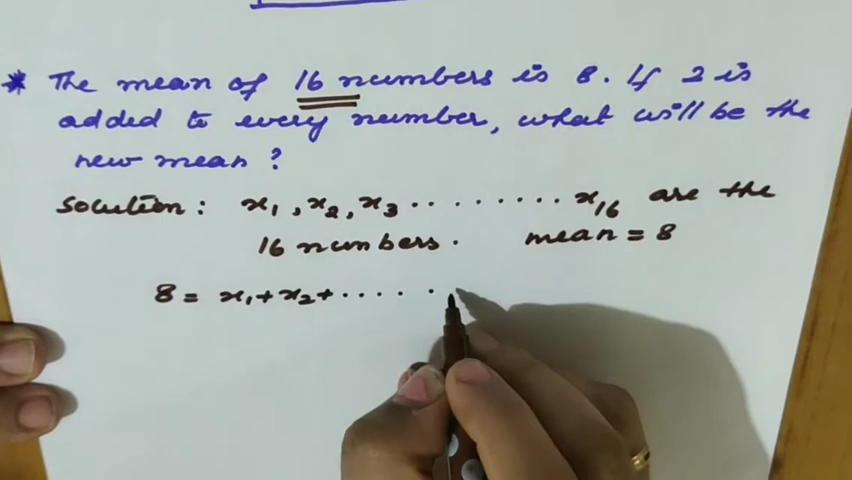 * The mean of 16 numbers is 8. If 2 is
added to every number, what will be the
new mean ?
Solution : x₁, x₂, x₃ .......... x₁₆ are the
16 numbers. mean = 8
8 = x₁ + x₂ + ......